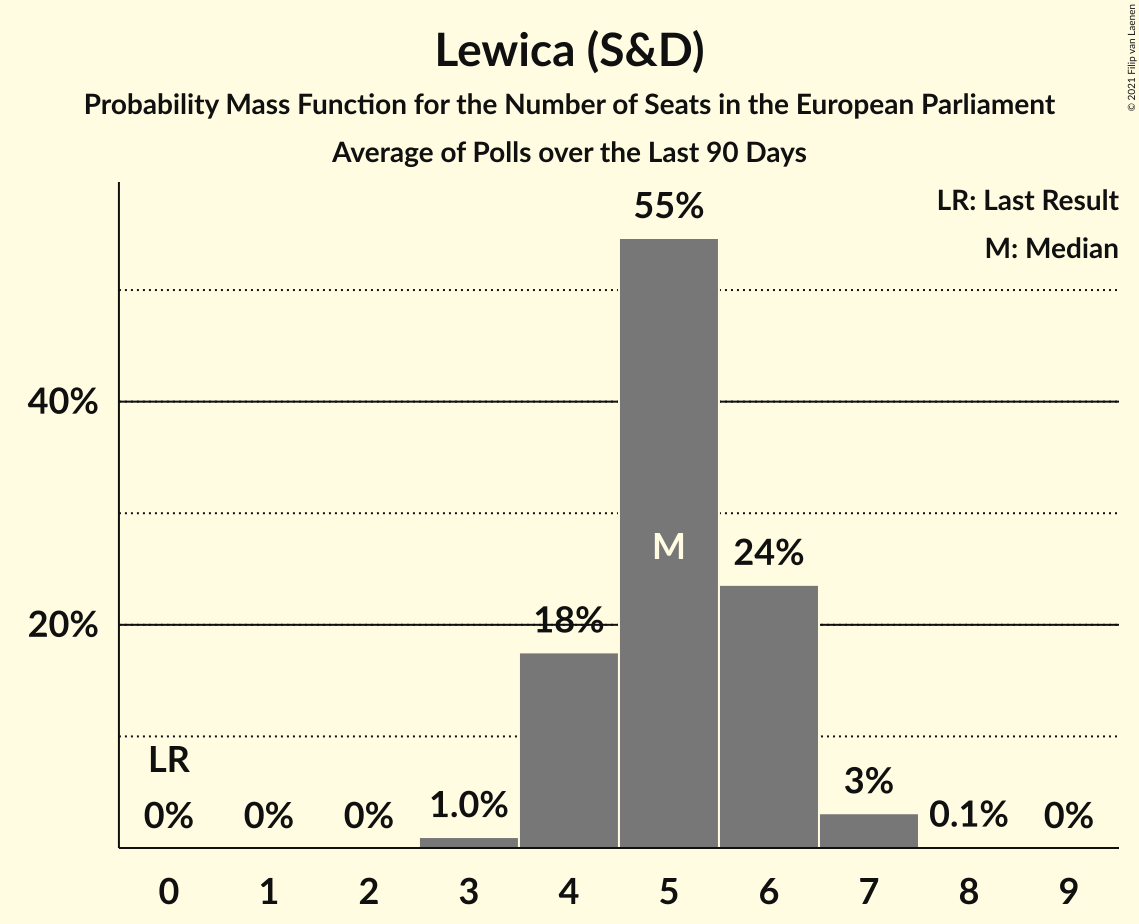 Lewica (S&D)
Probability Mass Function for the Number of Seats in the European Parliament
Average of Polls over the Last 90 Days
© 2021 Filip van Laenen
LR: Last Result
M: Median
55%
40%
M
24%
20%
18%
LR
0%
0%
0%
1.0%
3%
0.1%
0%
0 1 2 3 4 5 6 7 8 9